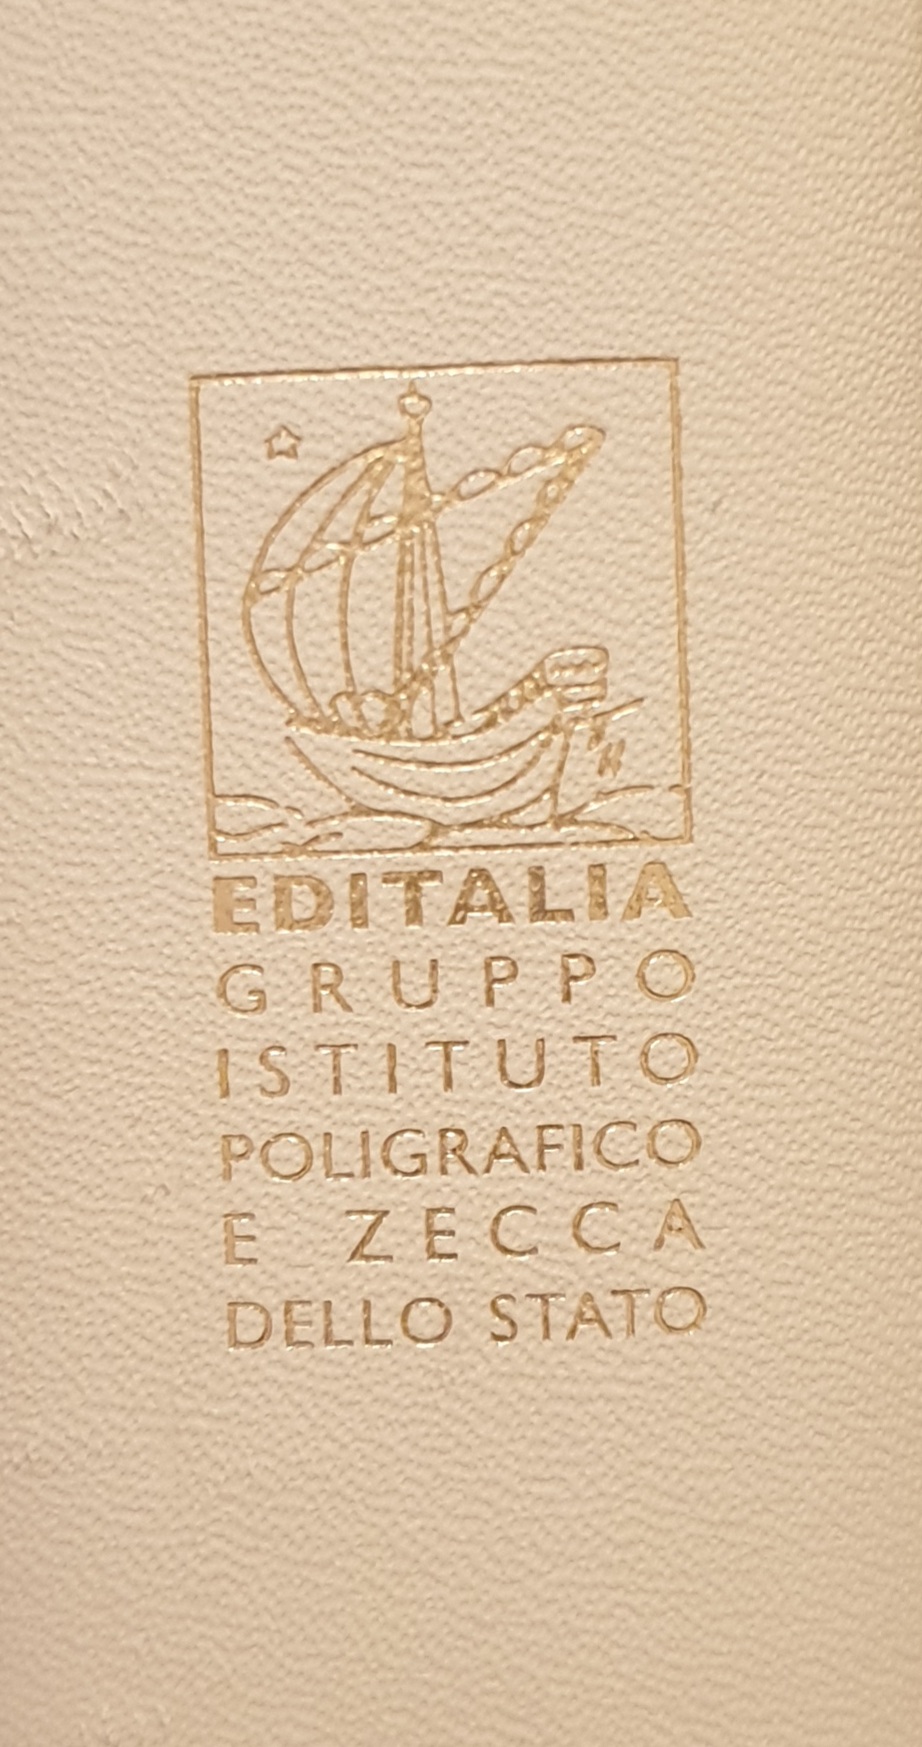 EDITALIA
GRUPPO
ISTITUTO
POLIGRAFICO
E ZECCA
DELLO STATO